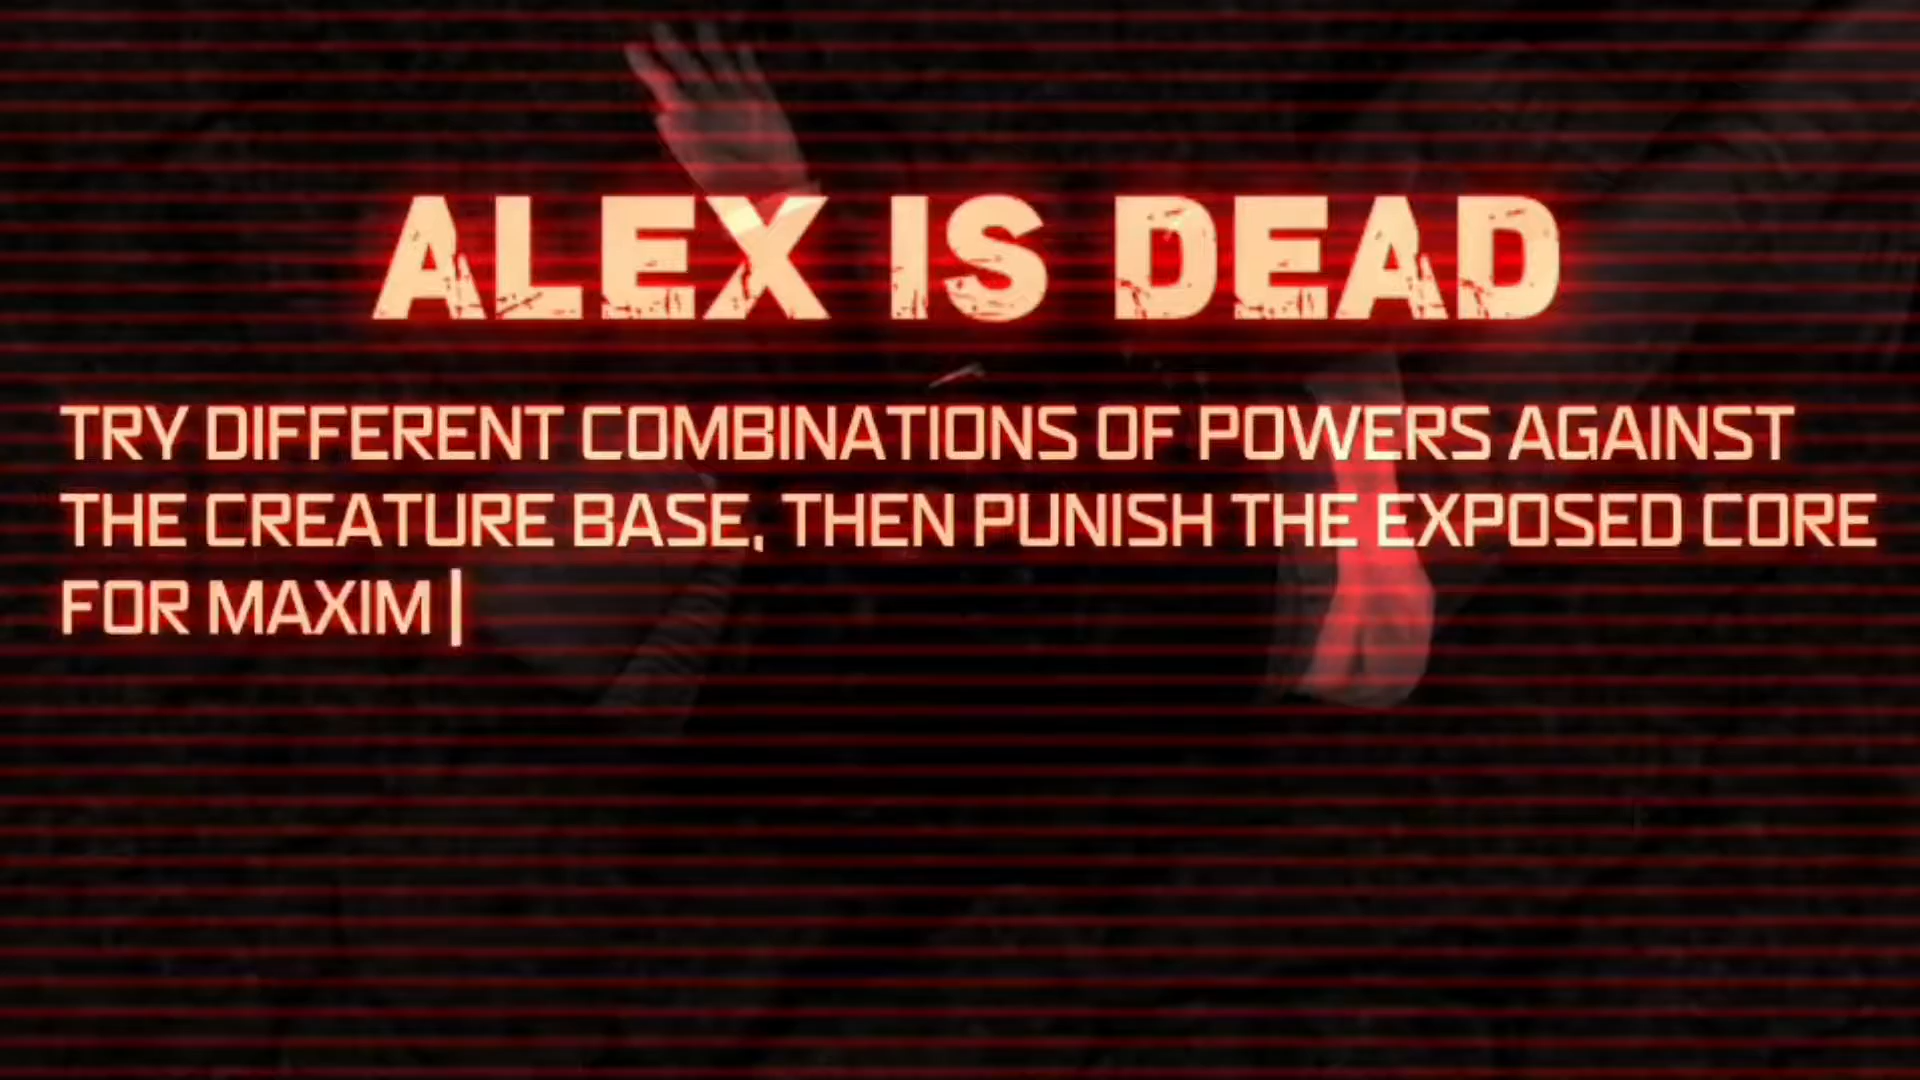 ALEX IS DEAD
TRY DIFFERENT COMBINATIONS OF POWERS AGAINST
THE CREATURE BASE, THEN PUNISH THE EXPOSED CORE
FOR MAXIM